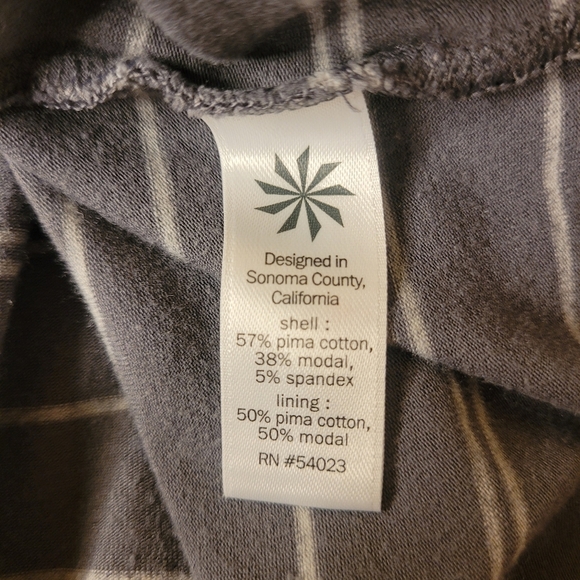 Designed in
Sonoma County,
California
shell :
57% pima cotton,
38% modal,
5% spandex
lining :
50% pima cotton,
50% modal
RN #54023